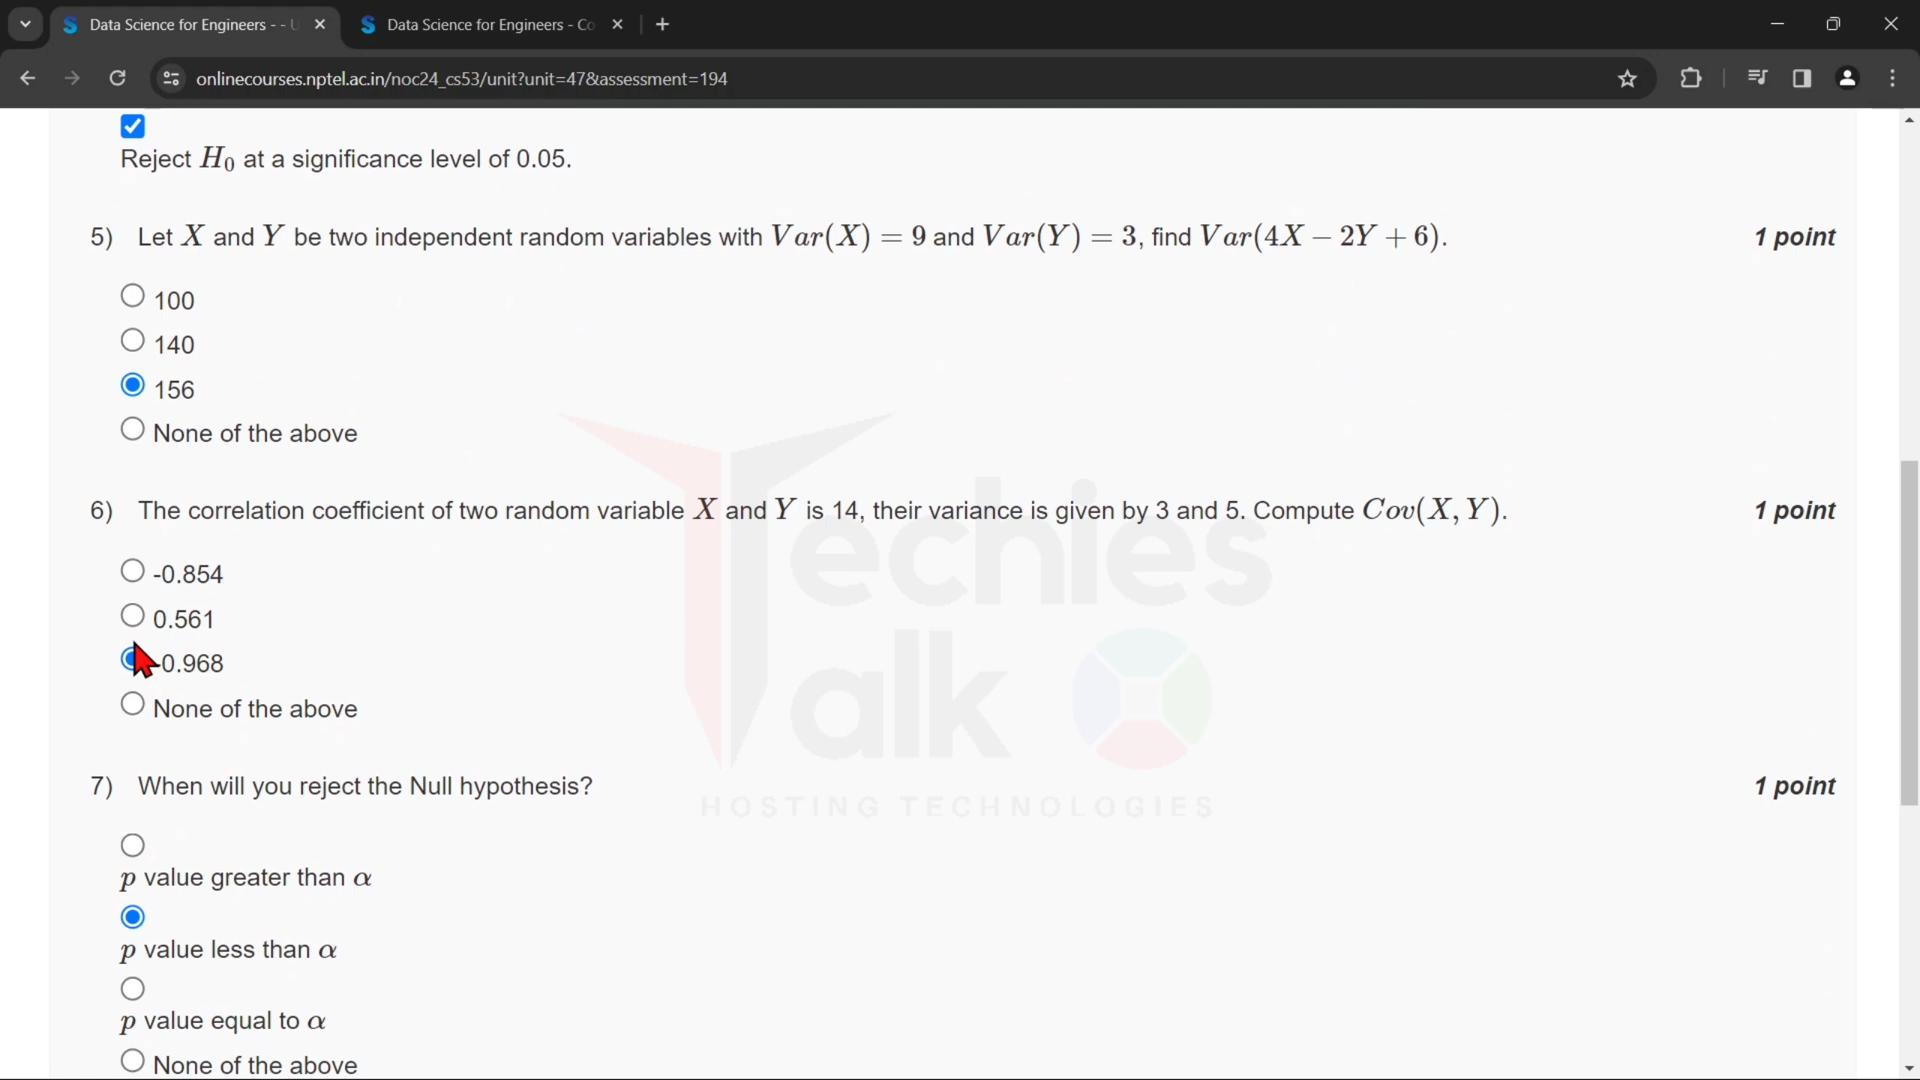 Data Science for Engineers - - U
Data Science for Engineers - Co
onlinecourses.nptel.ac.in/noc24_cs53/unit?unit=47&assessment=194
Reject H₀ at a significance level of 0.05.
5) Let X and Y be two independent random variables with Var(X) = 9 and Var(Y) = 3, find Var(4X − 2Y + 6). 1 point
100
140
156
None of the above
6) The correlation coefficient of two random variable X and Y is 14, their variance is given by 3 and 5. Compute Cov(X, Y). 1 point
-0.854
0.561
-0.968
None of the above
Techies
Talk
HOSTING TECHNOLOGIES
7) When will you reject the Null hypothesis? 1 point
p value greater than α
p value less than α
p value equal to α
None of the above